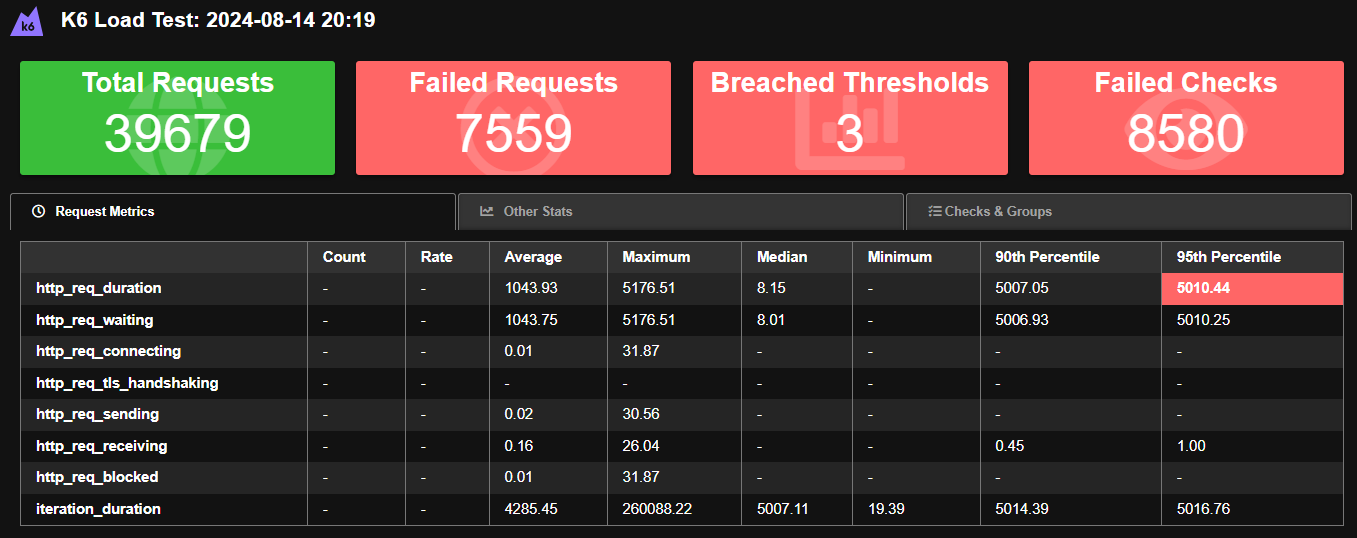 k6
K6 Load Test: 2024-08-14 20:19
Total Requests Failed Requests Breached Thresholds Failed Checks
39679 7559 3 8580
Request Metrics Other Stats Checks & Groups
Count Rate Average Maximum Median Minimum 90th Percentile 95th Percentile
http_req_duration - - 1043.93 5176.51 8.15 - 5007.05 5010.44
http_req_waiting - - 1043.75 5176.51 8.01 - 5006.93 5010.25
http_req_connecting - - 0.01 31.87 - - - -
http_req_tls_handshaking - - - - - - - -
http_req_sending - - 0.02 30.56 - - - -
http_req_receiving - - 0.16 26.04 - - 0.45 1.00
http_req_blocked - - 0.01 31.87 - - - -
iteration_duration - - 4285.45 260088.22 5007.11 19.39 5014.39 5016.76